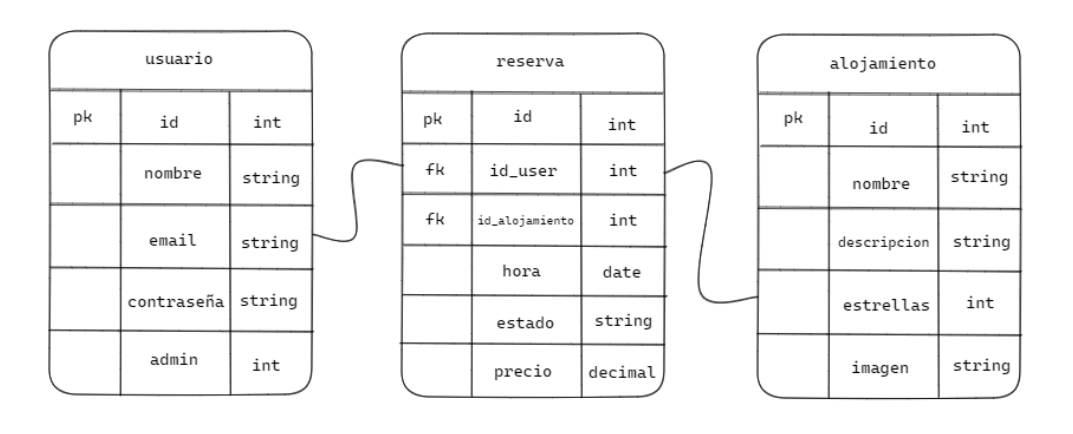 usuario
pk id int
nombre string
email string
contraseña string
admin int
reserva
pk id int
fk id_user int
fk id_alojamiento int
hora date
estado string
precio decimal
alojamiento
pk id int
nombre string
descripcion string
estrellas int
imagen string